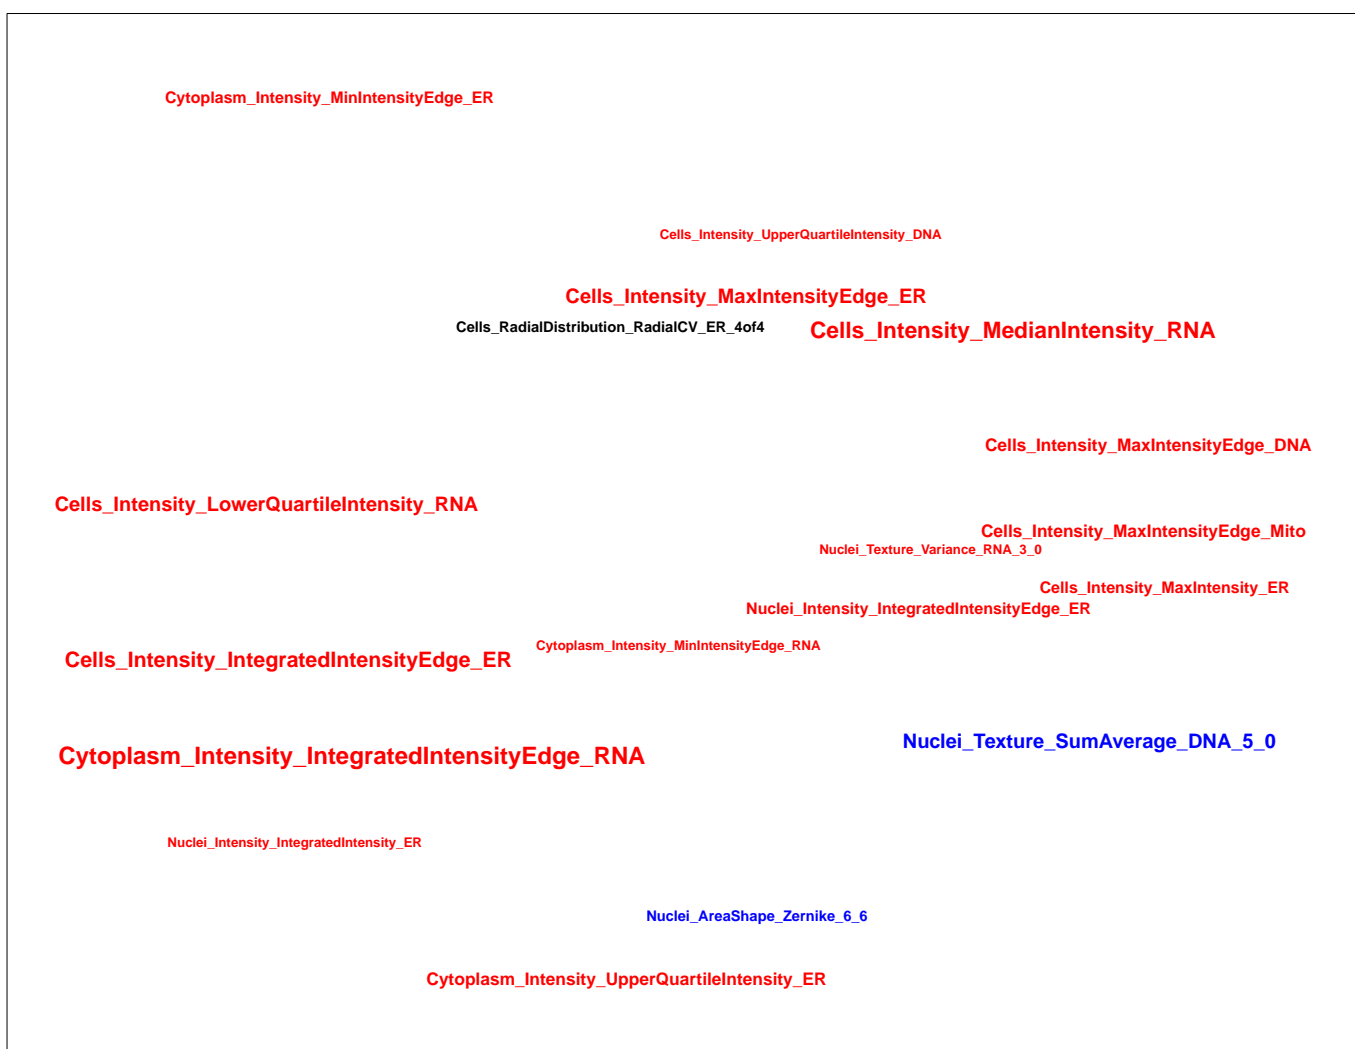 Cytoplasm_Intensity_MinIntensityEdge_ER
Cells_Intensity_UpperQuartileIntensity_DNA
Cells_Intensity_MaxIntensityEdge_ER
Cells_RadialDistribution_RadialCV_ER_4of4
Cells_Intensity_MedianIntensity_RNA
Cells_Intensity_MaxIntensityEdge_DNA
Cells_Intensity_LowerQuartileIntensity_RNA
Cells_Intensity_MaxIntensityEdge_Mito
Nuclei_Texture_Variance_RNA_3_0
Cells_Intensity_MaxIntensity_ER
Nuclei_Intensity_IntegratedIntensityEdge_ER
Cytoplasm_Intensity_MinIntensityEdge_RNA
Cells_Intensity_IntegratedIntensityEdge_ER
Nuclei_Texture_SumAverage_DNA_5_0
Cytoplasm_Intensity_IntegratedIntensityEdge_RNA
Nuclei_Intensity_IntegratedIntensity_ER
Nuclei_AreaShape_Zernike_6_6
Cytoplasm_Intensity_UpperQuartileIntensity_ER